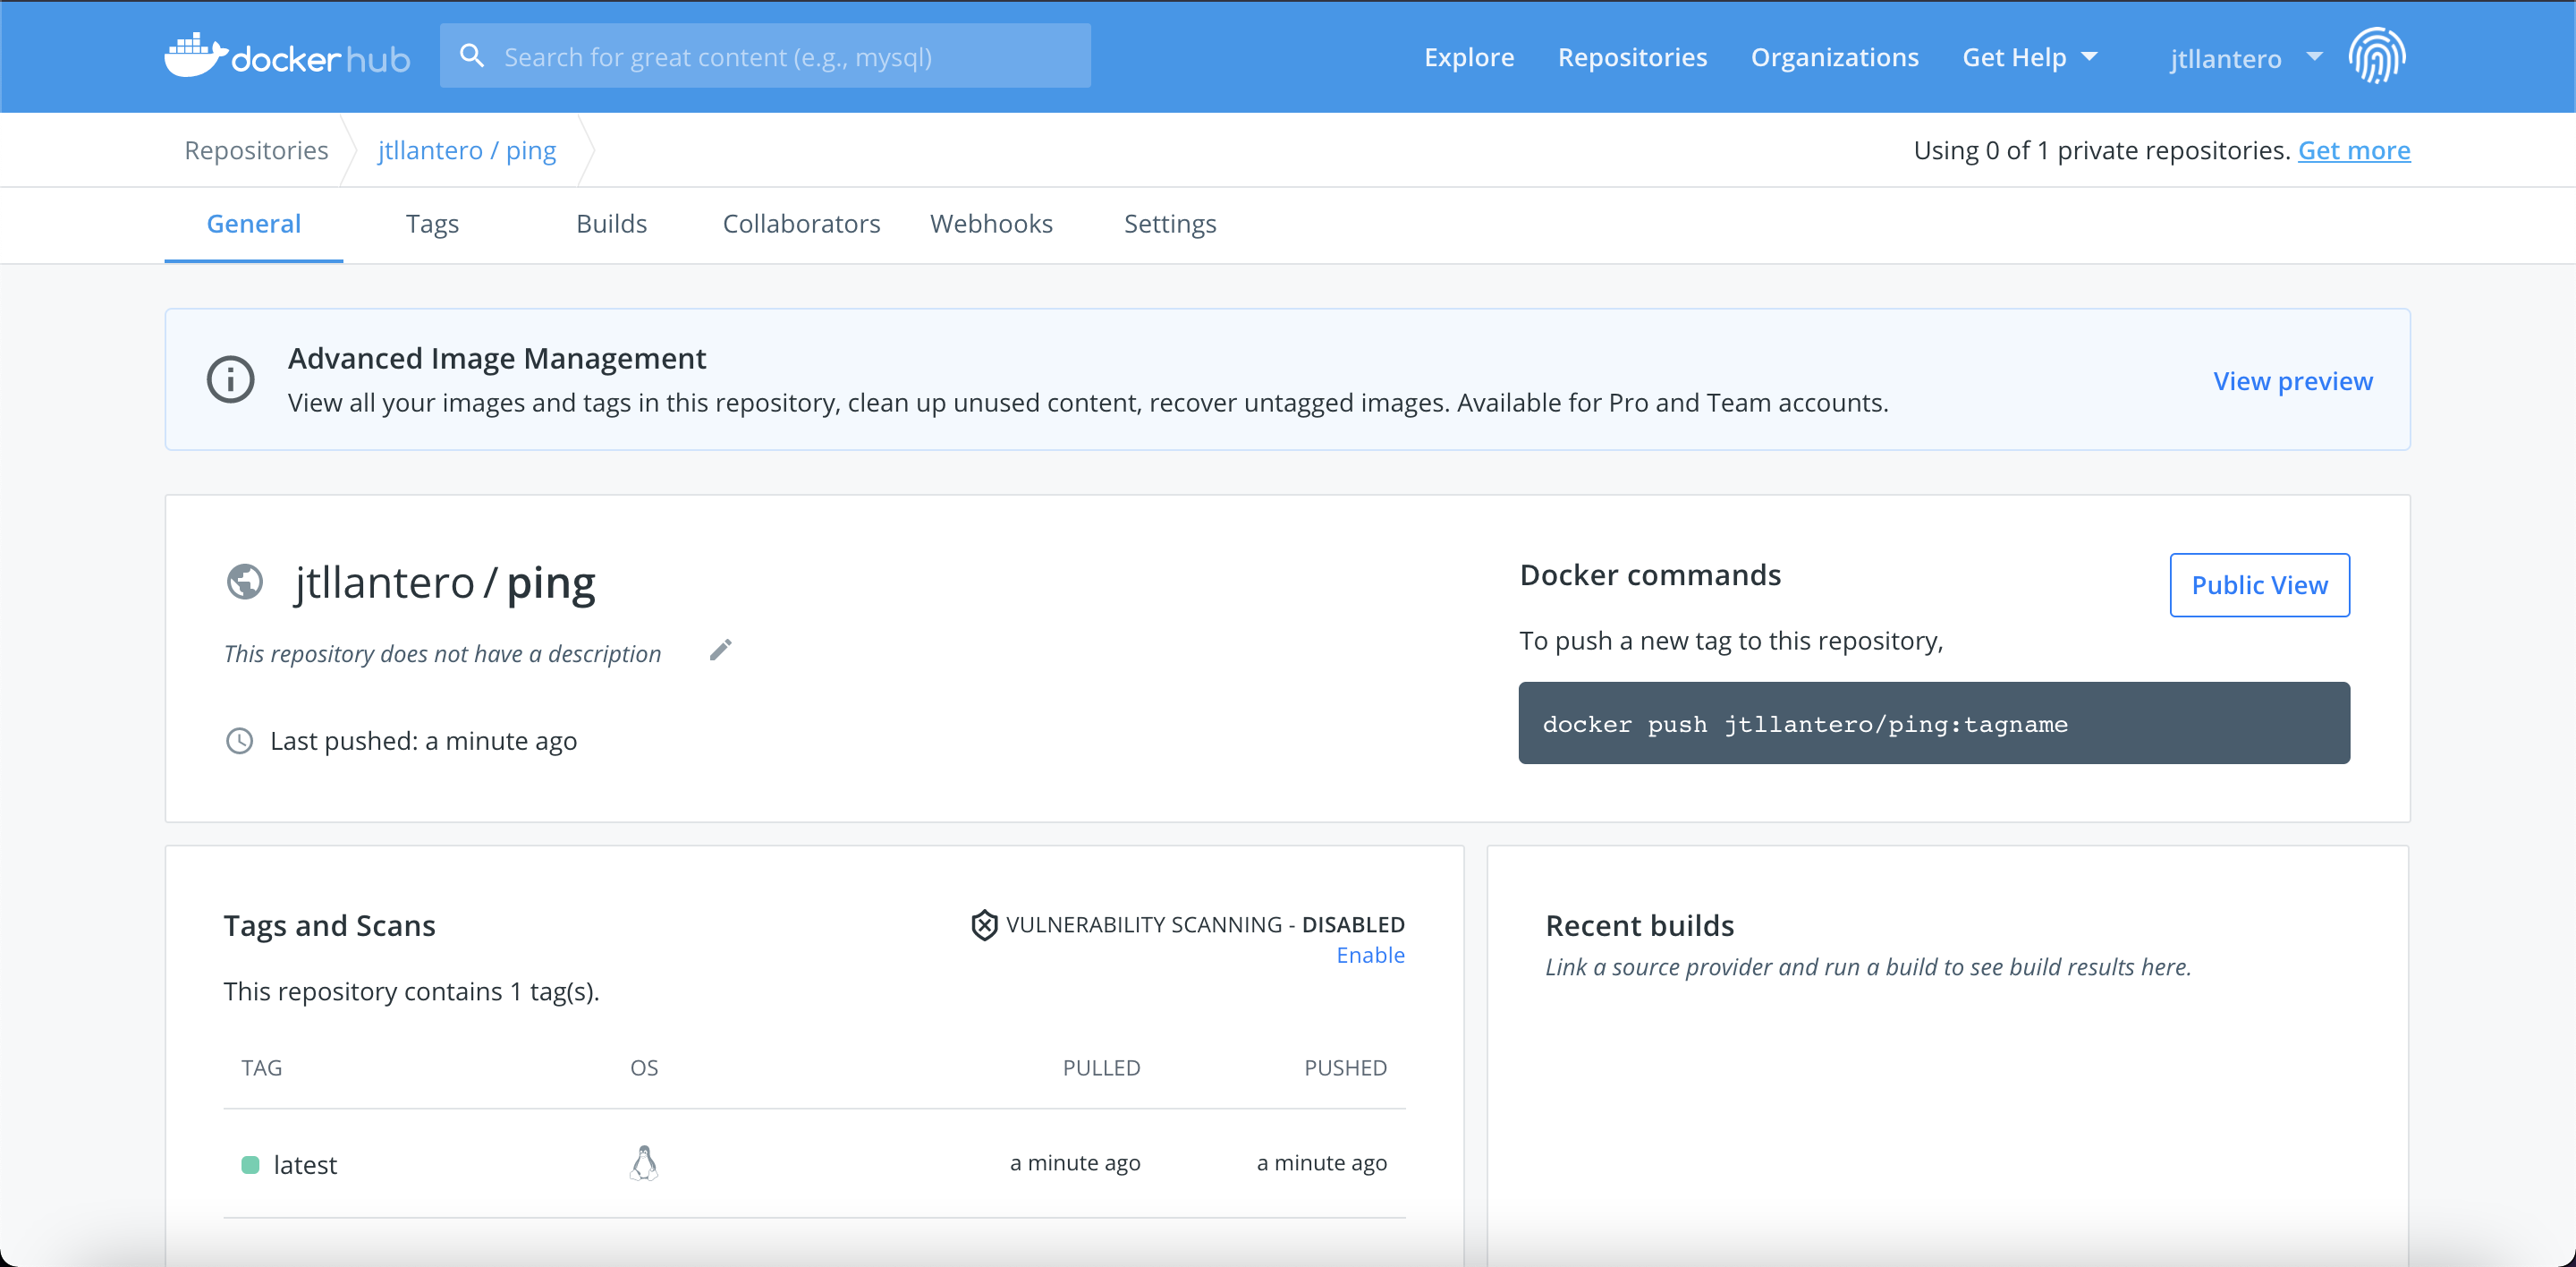 docker hub
Search for great content (e.g., mysql)
Explore
Repositories
Organizations
Get Help
jtllantero
Repositories
jtllantero / ping
Using 0 of 1 private repositories. Get more
General
Tags
Builds
Collaborators
Webhooks
Settings
Advanced Image Management
View all your images and tags in this repository, clean up unused content, recover untagged images. Available for Pro and Team accounts.
View preview
jtllantero / ping
This repository does not have a description
Last pushed: a minute ago
Docker commands
Public View
To push a new tag to this repository,
docker push jtllantero/ping:tagname
Tags and Scans
VULNERABILITY SCANNING - DISABLED
Enable
This repository contains 1 tag(s).
TAG OS PULLED PUSHED
latest a minute ago a minute ago
Recent builds
Link a source provider and run a build to see build results here.